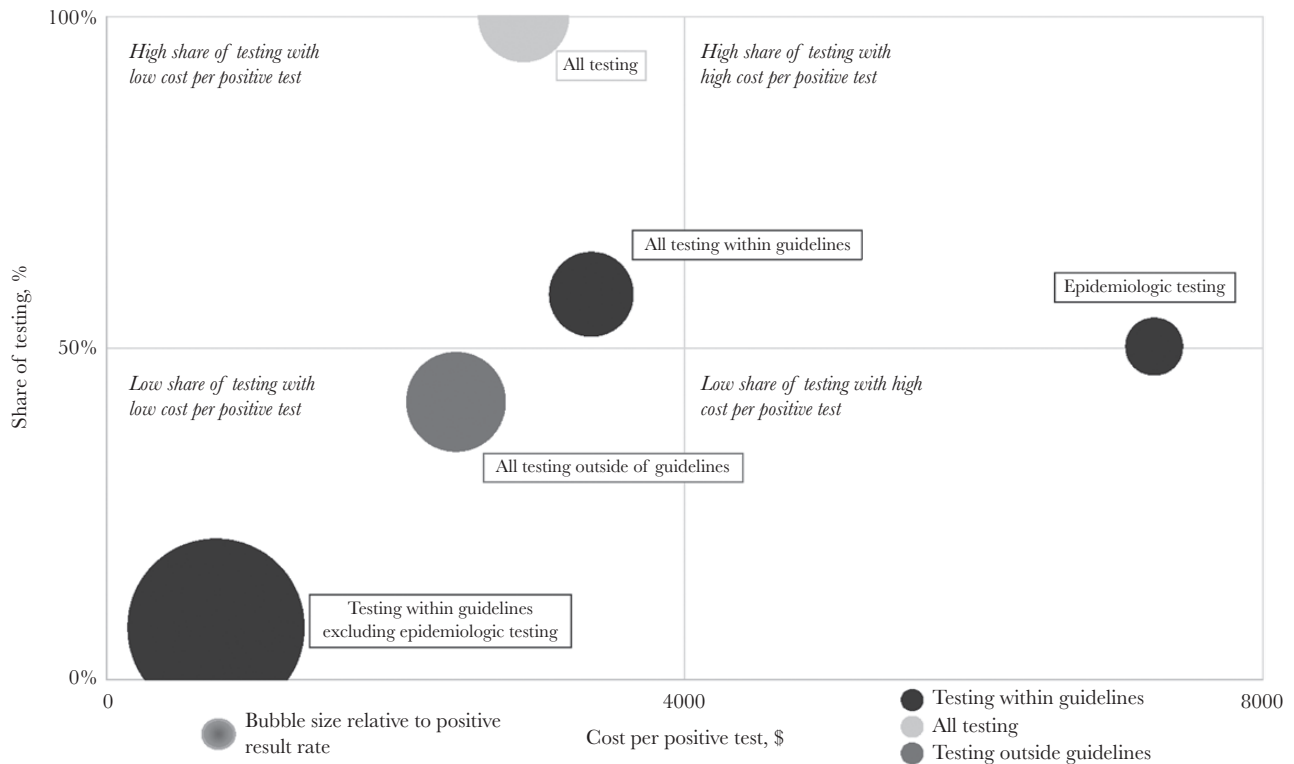 100%
High share of testing with
low cost per positive test
All testing
High share of testing with
high cost per positive test
All testing within guidelines
Epidemiologic testing
Share of testing, %
50%
Low share of testing with
low cost per positive test
Low share of testing with high
cost per positive test
All testing outside of guidelines
Testing within guidelines
excluding epidemiologic testing
0%
0
4000
8000
Bubble size relative to positive
result rate
Cost per positive test, $
Testing within guidelines
All testing
Testing outside guidelines